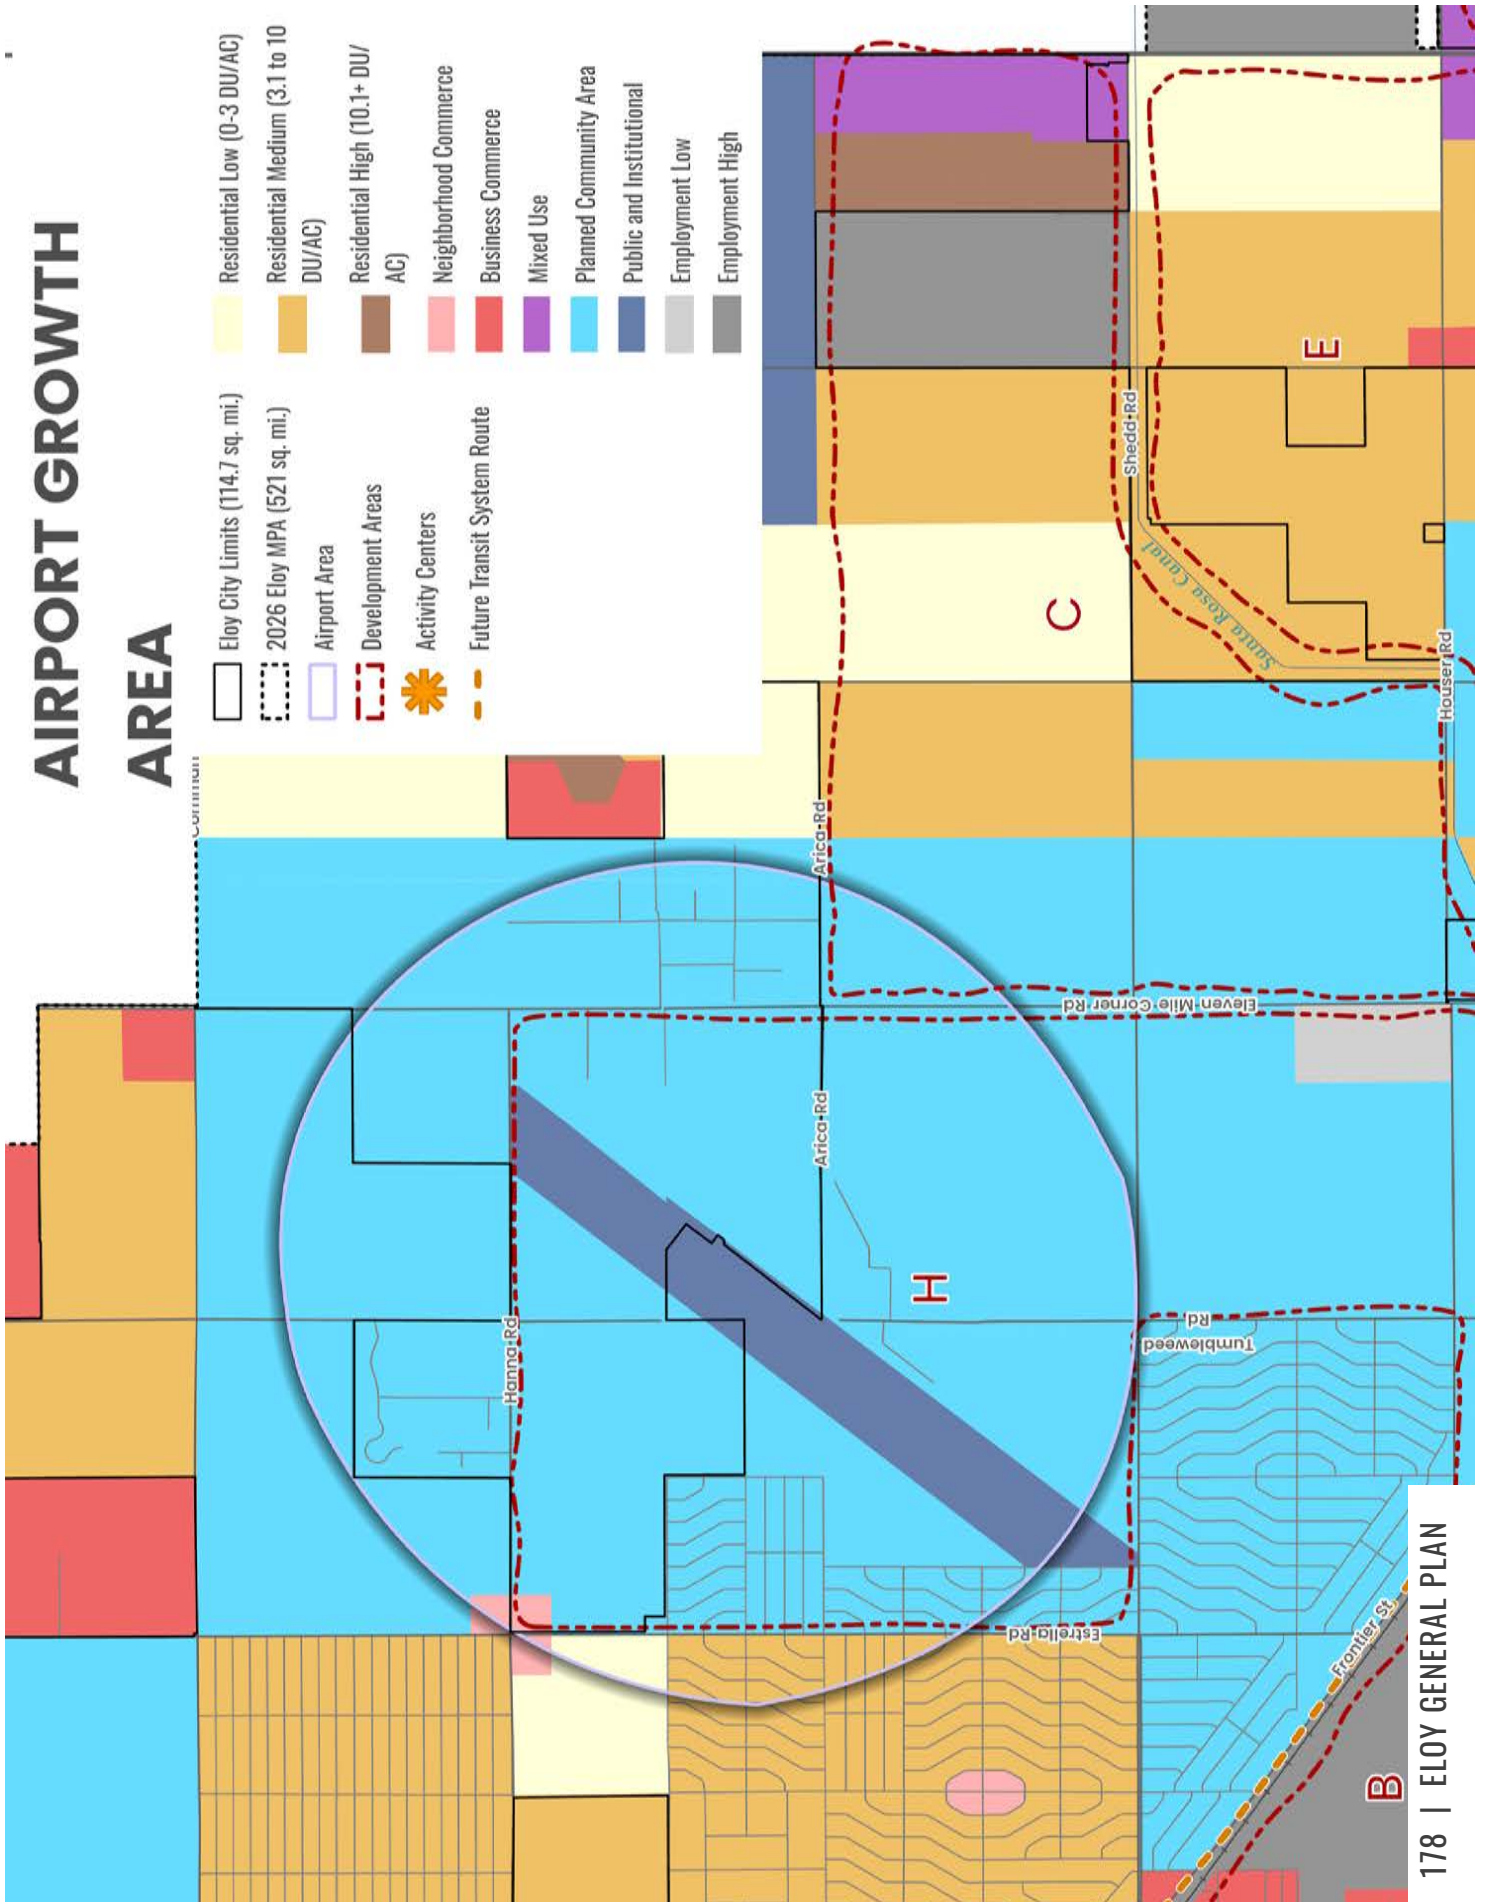 AIRPORT GROWTH
AREA
Eloy City Limits (114.7 sq. mi.)
2026 Eloy MPA (521 sq. mi.)
Airport Area
Development Areas
Activity Centers
Future Transit System Route
Residential Low (0-3 DU/AC)
Residential Medium (3.1 to 10
DU/AC)
Residential High (10.1+ DU/
AC)
Neighborhood Commerce
Business Commerce
Mixed Use
Planned Community Area
Public and Institutional
Employment Low
Employment High
Hanna Rd
Arica Rd
Arica Rd
Shedd Rd
Houser Rd
Santa Rosa Canal
Eleven Mile Corner Rd
Tumbleweed
Rd
Estrella Rd
Frontier St
C
E
H
B
178 | ELOY GENERAL PLAN